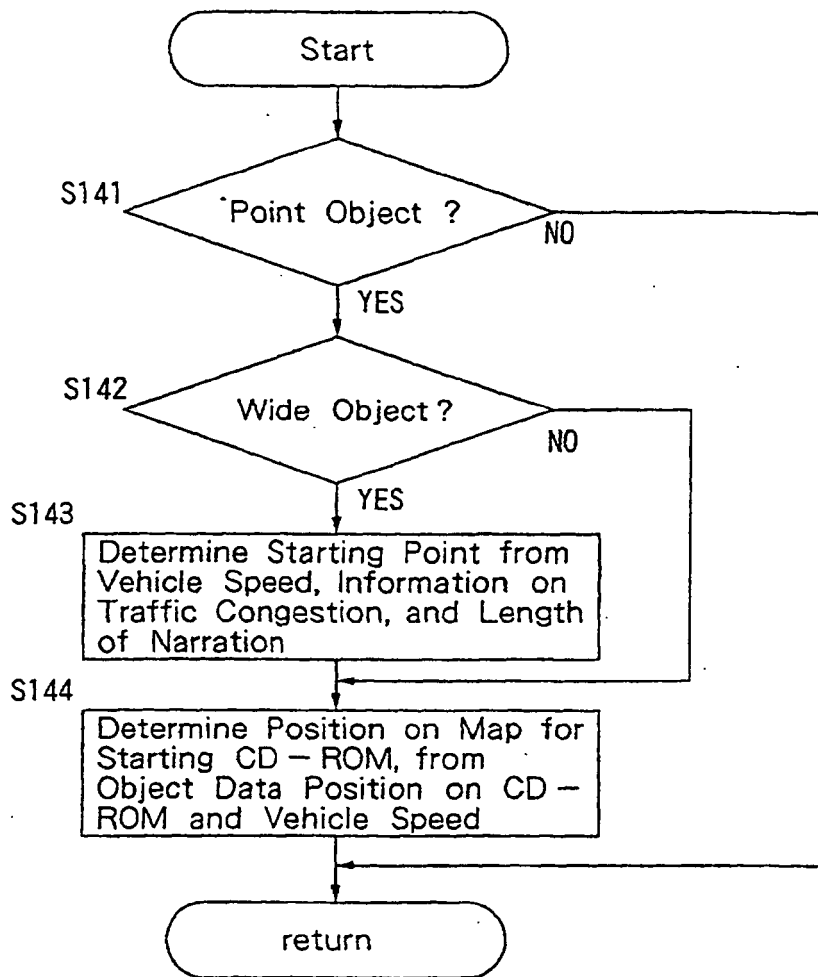 Start
S141
Point Object ?
NO
YES
S142
Wide Object ?
NO
YES
S143
Determine Starting Point from
Vehicle Speed, Information on
Traffic Congestion, and Length
of Narration
S144
Determine Position on Map for
Starting CD – ROM, from
Object Data Position on CD –
ROM and Vehicle Speed
return